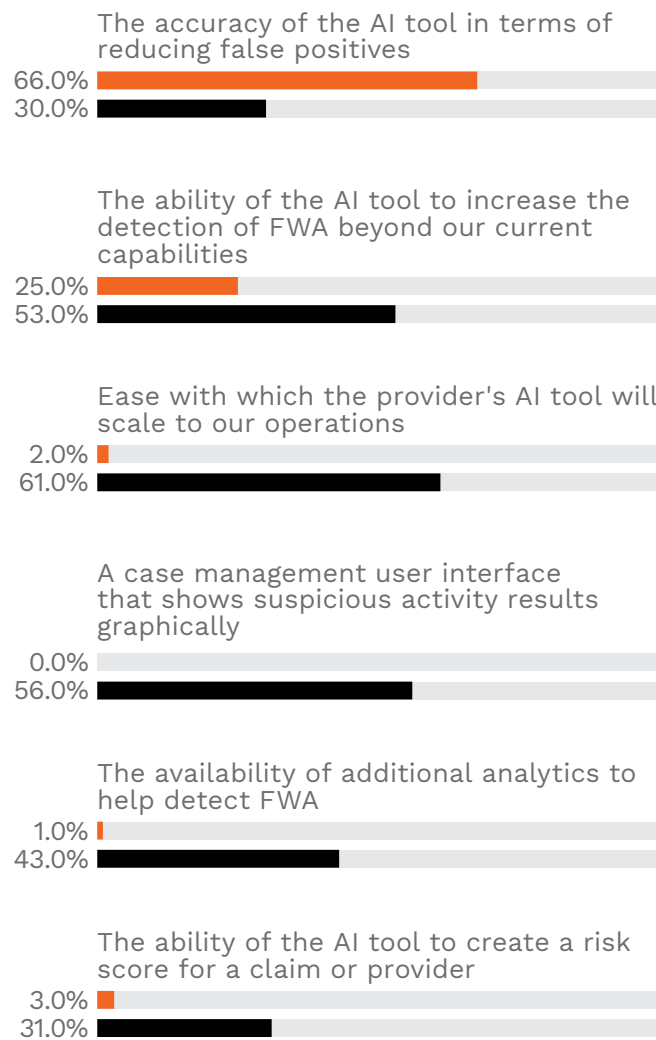 The accuracy of the AI tool in terms of
reducing false positives
66.0%
30.0%
The ability of the AI tool to increase the
detection of FWA beyond our current
capabilities
25.0%
53.0%
Ease with which the provider's AI tool will
scale to our operations
2.0%
61.0%
A case management user interface
that shows suspicious activity results
graphically
0.0%
56.0%
The availability of additional analytics to
help detect FWA
1.0%
43.0%
The ability of the AI tool to create a risk
score for a claim or provider
3.0%
31.0%